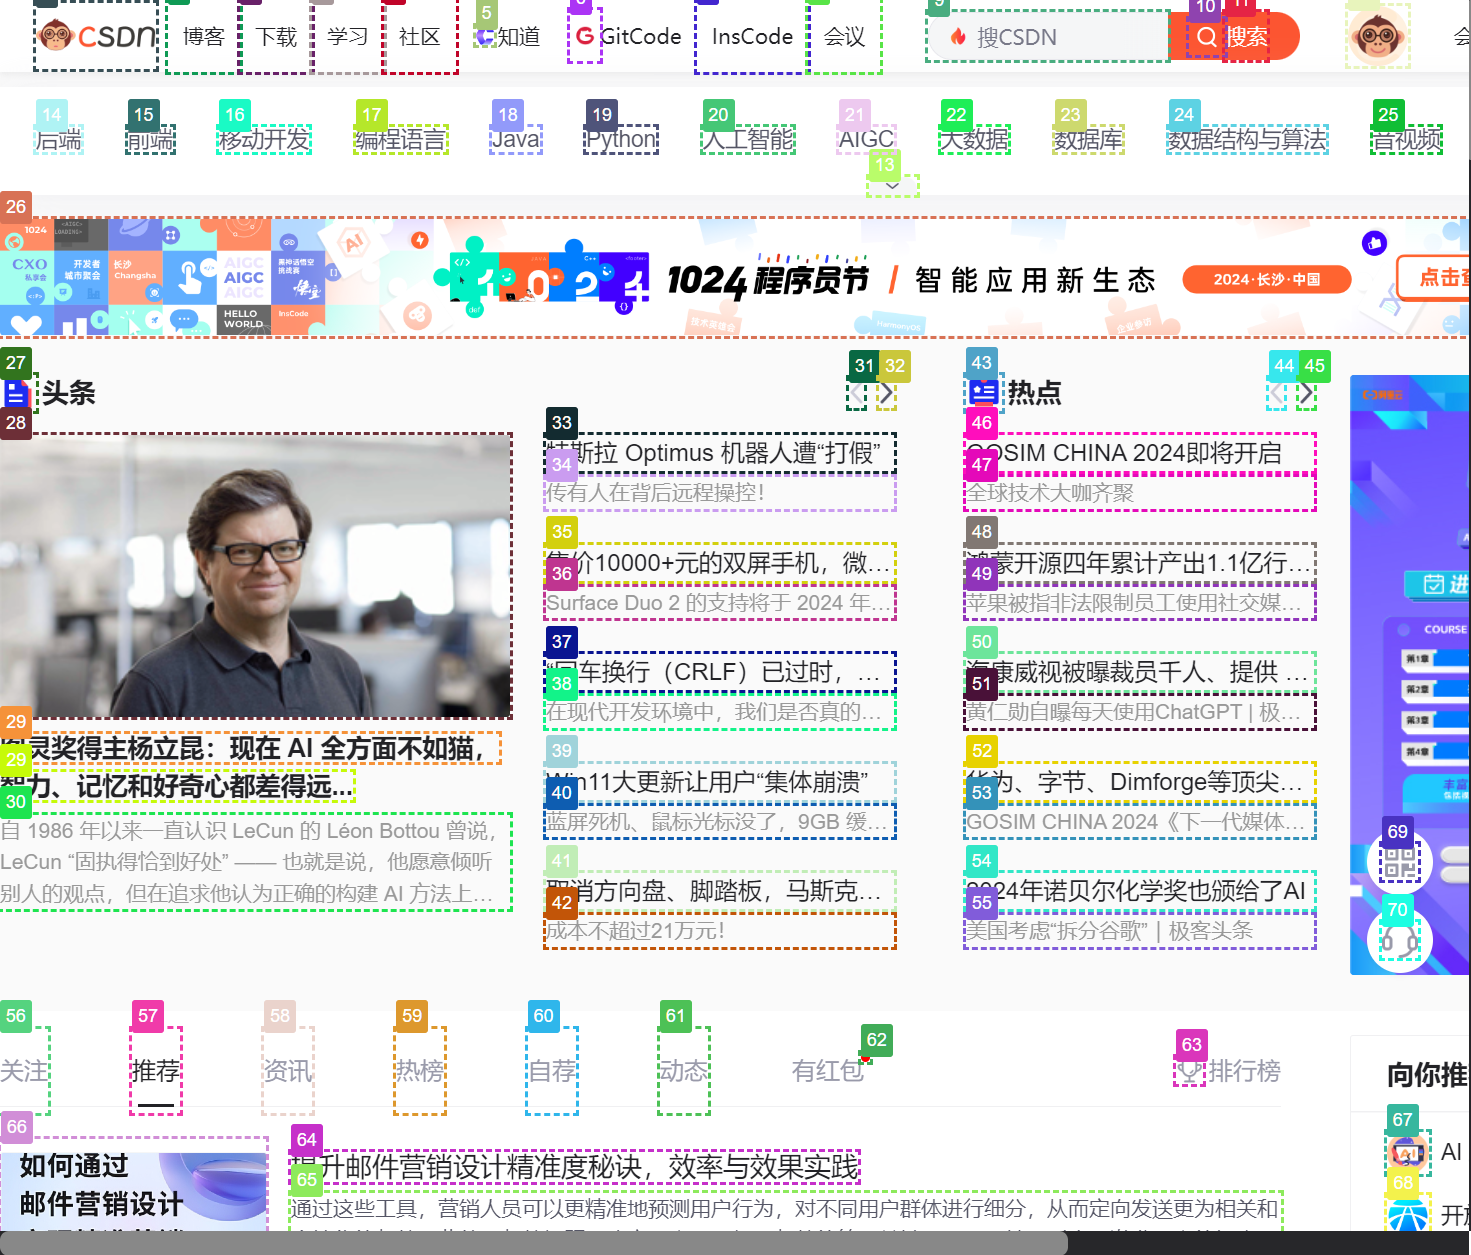 CSDN 博客 下载 学习 社区 5 知道 GitCode InsCode 会议 搜CSDN 10 搜索
14 15 16 17 18 19 20 21 22 23 24 25
后端 前端 移动开发 编程语言 Java Python 人工智能 AIGC 大数据 数据库 数据结构与算法 音视频
13
26
1024 CXO 私享会 开发者 城市聚会 长沙 Changsha AIGC AIGC AIGC 黑神话悟空 挑战赛 HELLO WORLD InsCode AI
1024 程序员节 / 智能应用新生态 2024·长沙·中国
技术英雄会 HarmonyOS 企业参访
27 头条 31 32
43 热点 44 45
28
29
图灵奖得主杨立昆：现在 AI 全方面不如猫，
29
智力、记忆和好奇心都差得远...
30
自 1986 年以来一直认识 LeCun 的 Léon Bottou 曾说，
LeCun “固执得恰到好处” —— 也就是说，他愿意倾听
别人的观点，但在追求他认为正确的构建 AI 方法上…
33
特斯拉 Optimus 机器人遭“打假”
34
传有人在背后远程操控！
35
售价10000+元的双屏手机，微…
36
Surface Duo 2 的支持将于 2024 年…
37
“回车换行（CRLF）已过时，…
38
在现代开发环境中，我们是否真的…
39
Win11大更新让用户“集体崩溃”
40
蓝屏死机、鼠标光标没了，9GB 缓…
41
取消方向盘、脚踏板，马斯克…
42
成本不超过21万元！
46
GOSIM CHINA 2024即将开启
47
全球技术大咖齐聚
48
鸿蒙开源四年累计产出1.1亿行…
49
苹果被指非法限制员工使用社交媒…
50
海康威视被曝裁员千人、提供 …
51
黄仁勋自曝每天使用ChatGPT | 极…
52
华为、字节、Dimforge等顶尖…
53
GOSIM CHINA 2024《下一代媒体…
54
2024年诺贝尔化学奖也颁给了AI
55
美国考虑“拆分谷歌” | 极客头条
COURSE
第1章
第2章
第3章
第4章
69
70
56 57 58 59 60 61 62 63
关注 推荐 资讯 热榜 自荐 动态 有红包 排行榜
向你推
66
如何通过
邮件营销设计
64
提升邮件营销设计精准度秘诀，效率与效果实践
65
通过这些工具，营销人员可以更精准地预测用户行为，对不同用户群体进行细分，从而定向发送更为相关和
67
AI
68